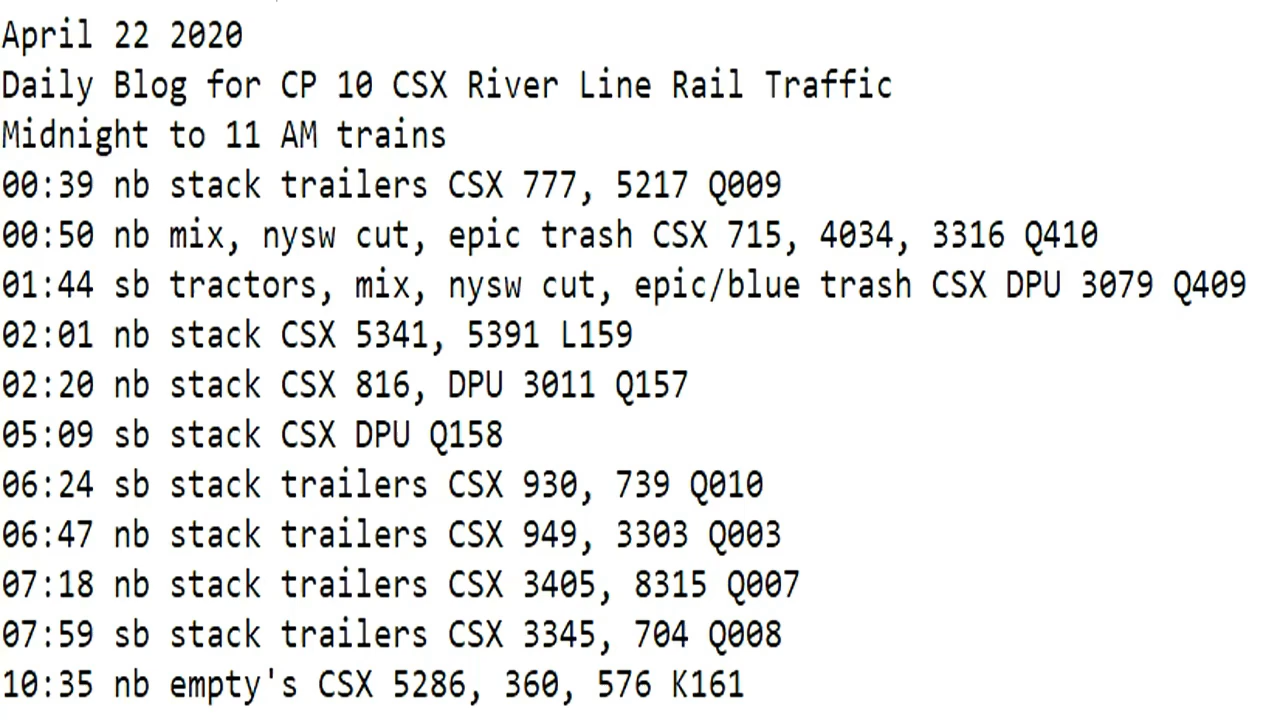 April 22 2020
Daily Blog for CP 10 CSX River Line Rail Traffic
Midnight to 11 AM trains
00:39 nb stack trailers CSX 777, 5217 Q009
00:50 nb mix, nysw cut, epic trash CSX 715, 4034, 3316 Q410
01:44 sb tractors, mix, nysw cut, epic/blue trash CSX DPU 3079 Q409
02:01 nb stack CSX 5341, 5391 L159
02:20 nb stack CSX 816, DPU 3011 Q157
05:09 sb stack CSX DPU Q158
06:24 sb stack trailers CSX 930, 739 Q010
06:47 nb stack trailers CSX 949, 3303 Q003
07:18 nb stack trailers CSX 3405, 8315 Q007
07:59 sb stack trailers CSX 3345, 704 Q008
10:35 nb empty's CSX 5286, 360, 576 K161